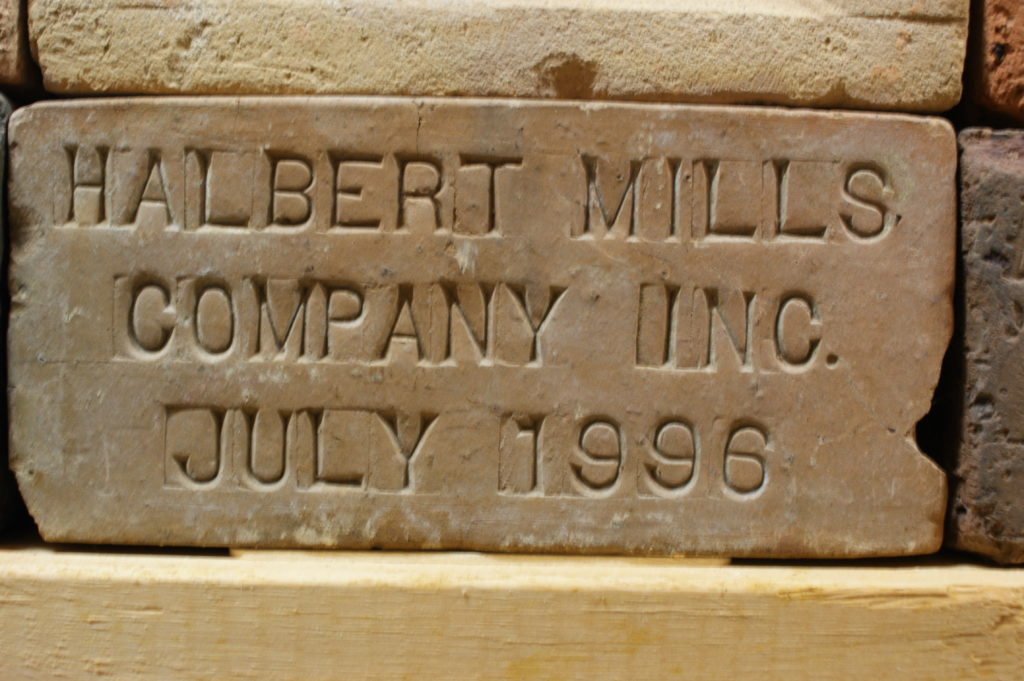 HALBERT MILLS
COMPANY INC.
JULY 1996